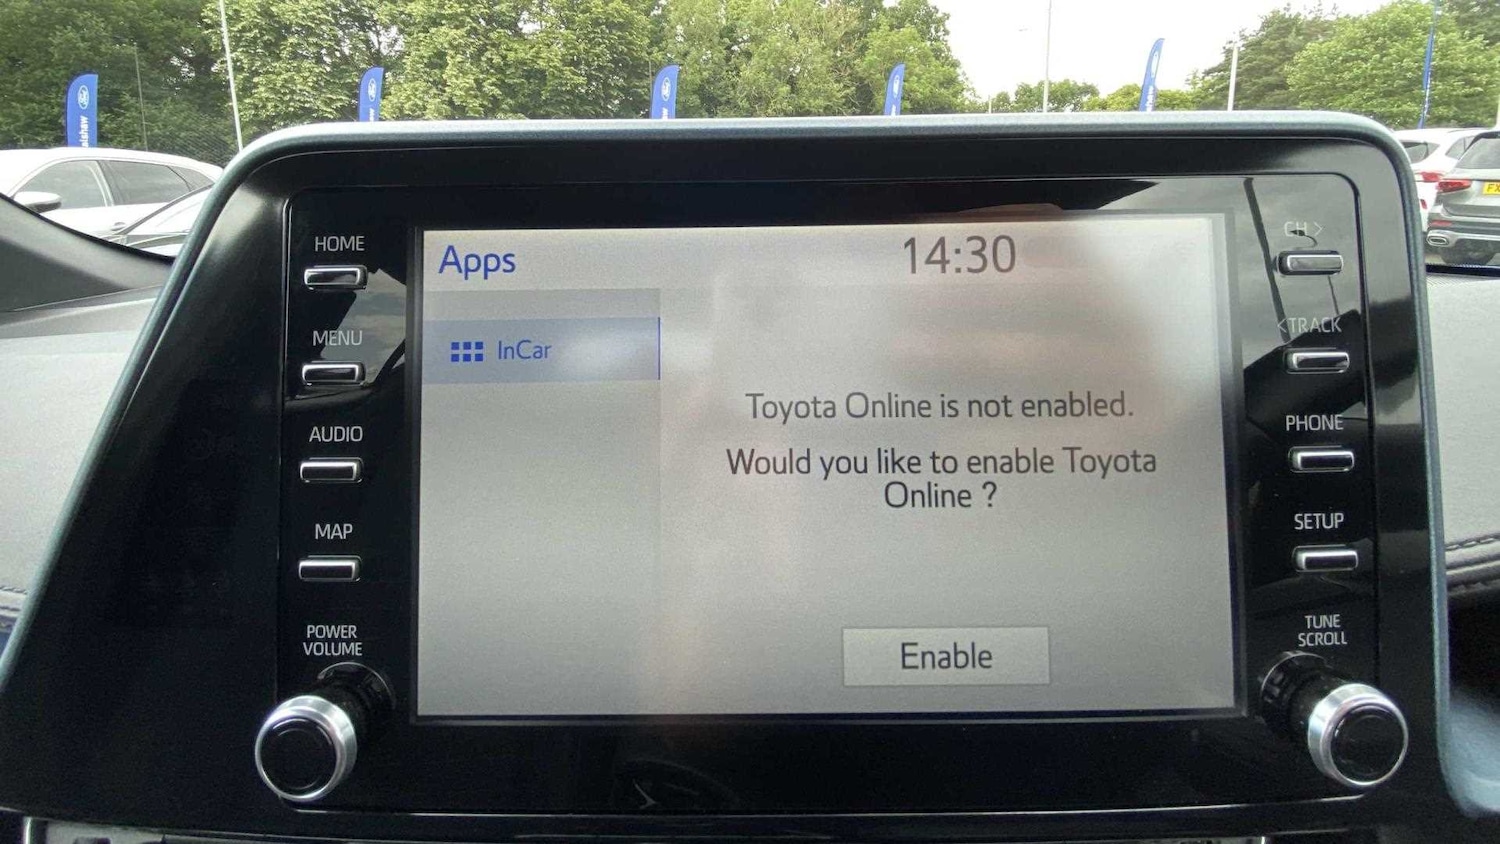 Apps
14:30
InCar
Toyota Online is not enabled.
Would you like to enable Toyota
Online ?
Enable
HOME
MENU
AUDIO
MAP
POWER
VOLUME
CH >
< TRACK
PHONE
SETUP
TUNE
SCROLL
Ford